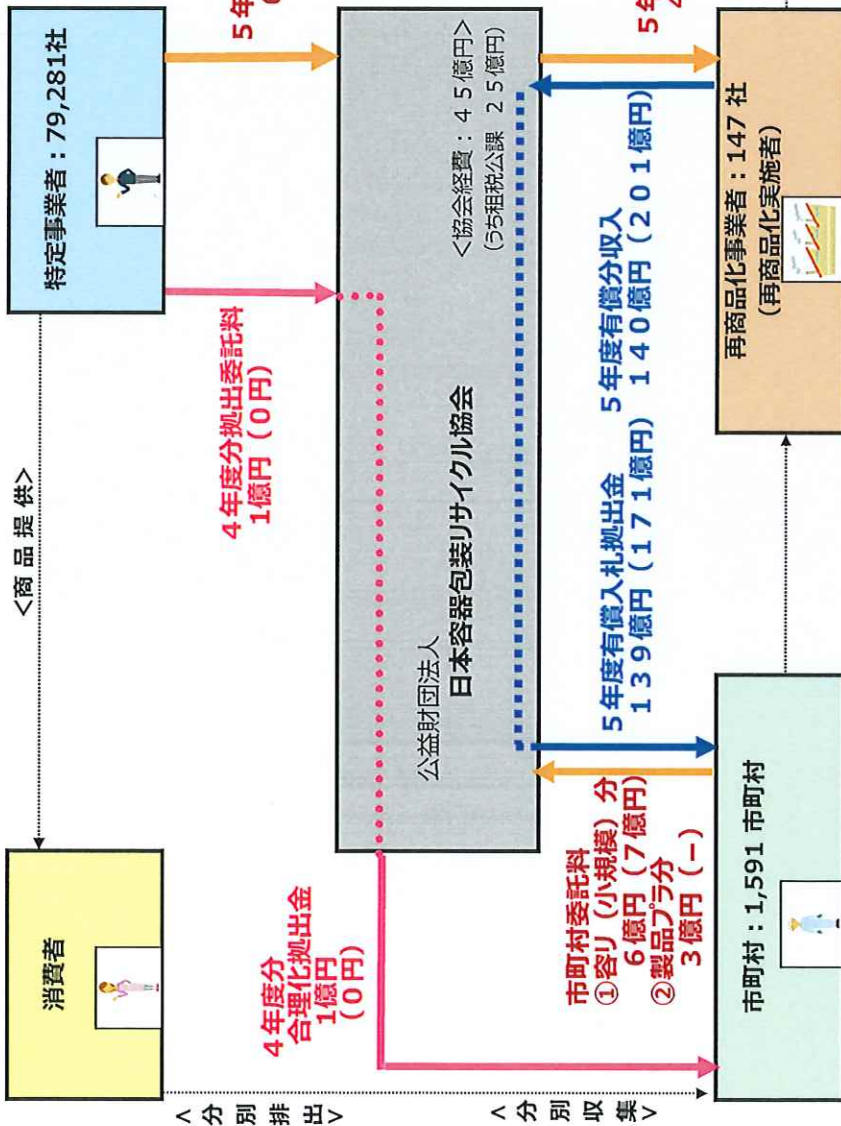 ＜商品提供＞
消費者
特定事業者：79,281社
5年
＜分別排出＞
4年度分
合理化拠出金
1億円
（0円）
4年度分拠出委託料
1億円（0円）
公益財団法人
日本容器包装リサイクル協会
＜協会経費：４５億円＞
（うち租税公課 ２５億円）
＜分別収集＞
市町村委託料
①容リ（小規模）分
６億円（７億円）
②製品プラ分
３億円（－）
5年度有償入札拠出金
１３９億円（１７１億円）
5年度有償分収入
１４０億円（２０１億円）
5年
市町村：1,591 市町村
再商品化事業者：147 社
（再商品化実施者）